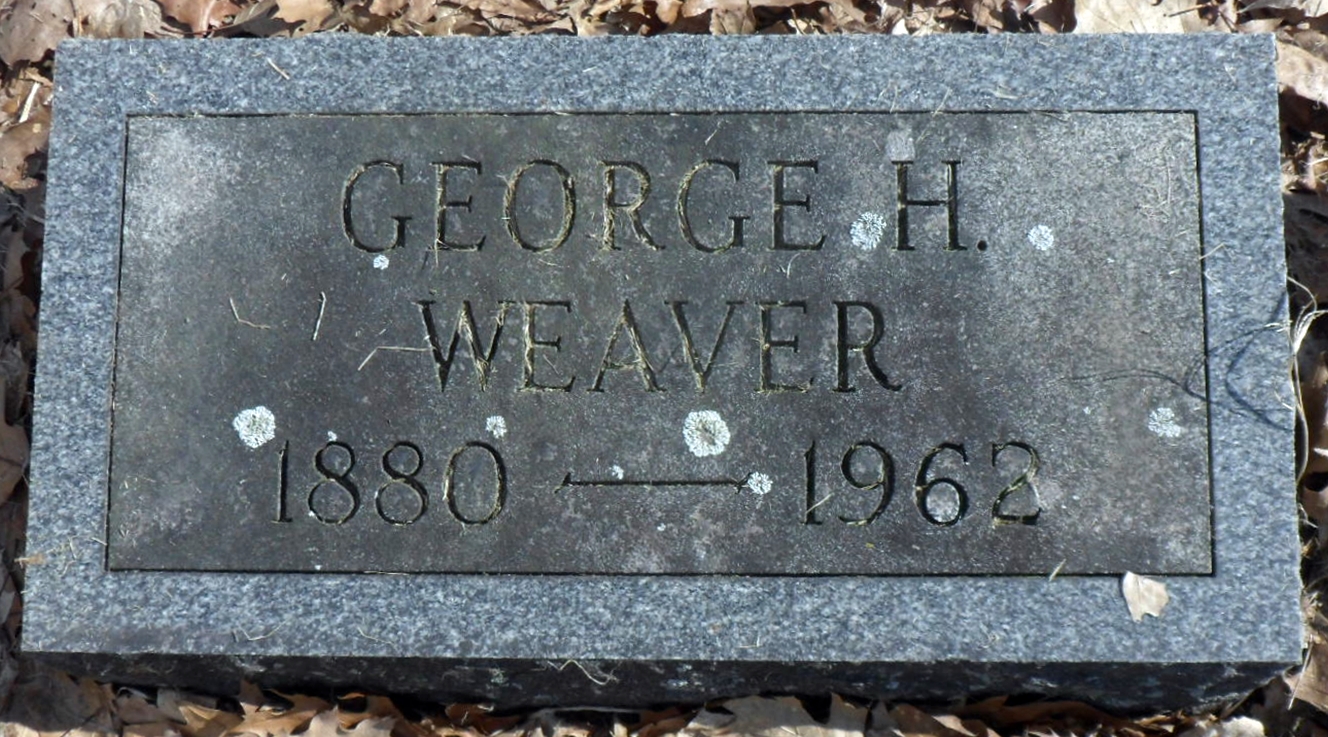 GEORGE H.
WEAVER
1880 — 1962